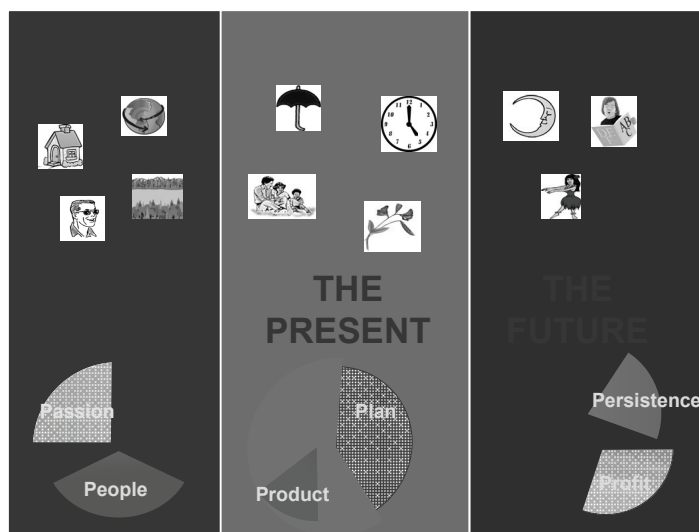 THE
PRESENT
THE
FUTURE
Passion
People
Plan
Product
Persistence
Profit